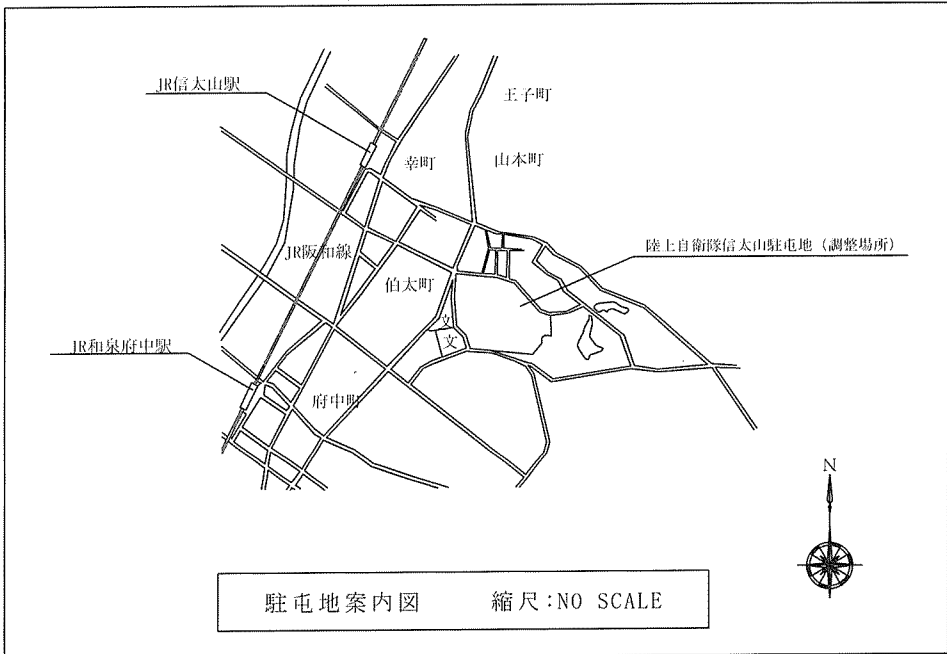 JR信太山駅
王子町
幸町
山本町
陸上自衛隊信太山駐屯地（調整場所）
JR阪和線
伯太町
文
文
JR和泉府中駅
府中町
N
駐屯地案内図　縮尺:NO SCALE